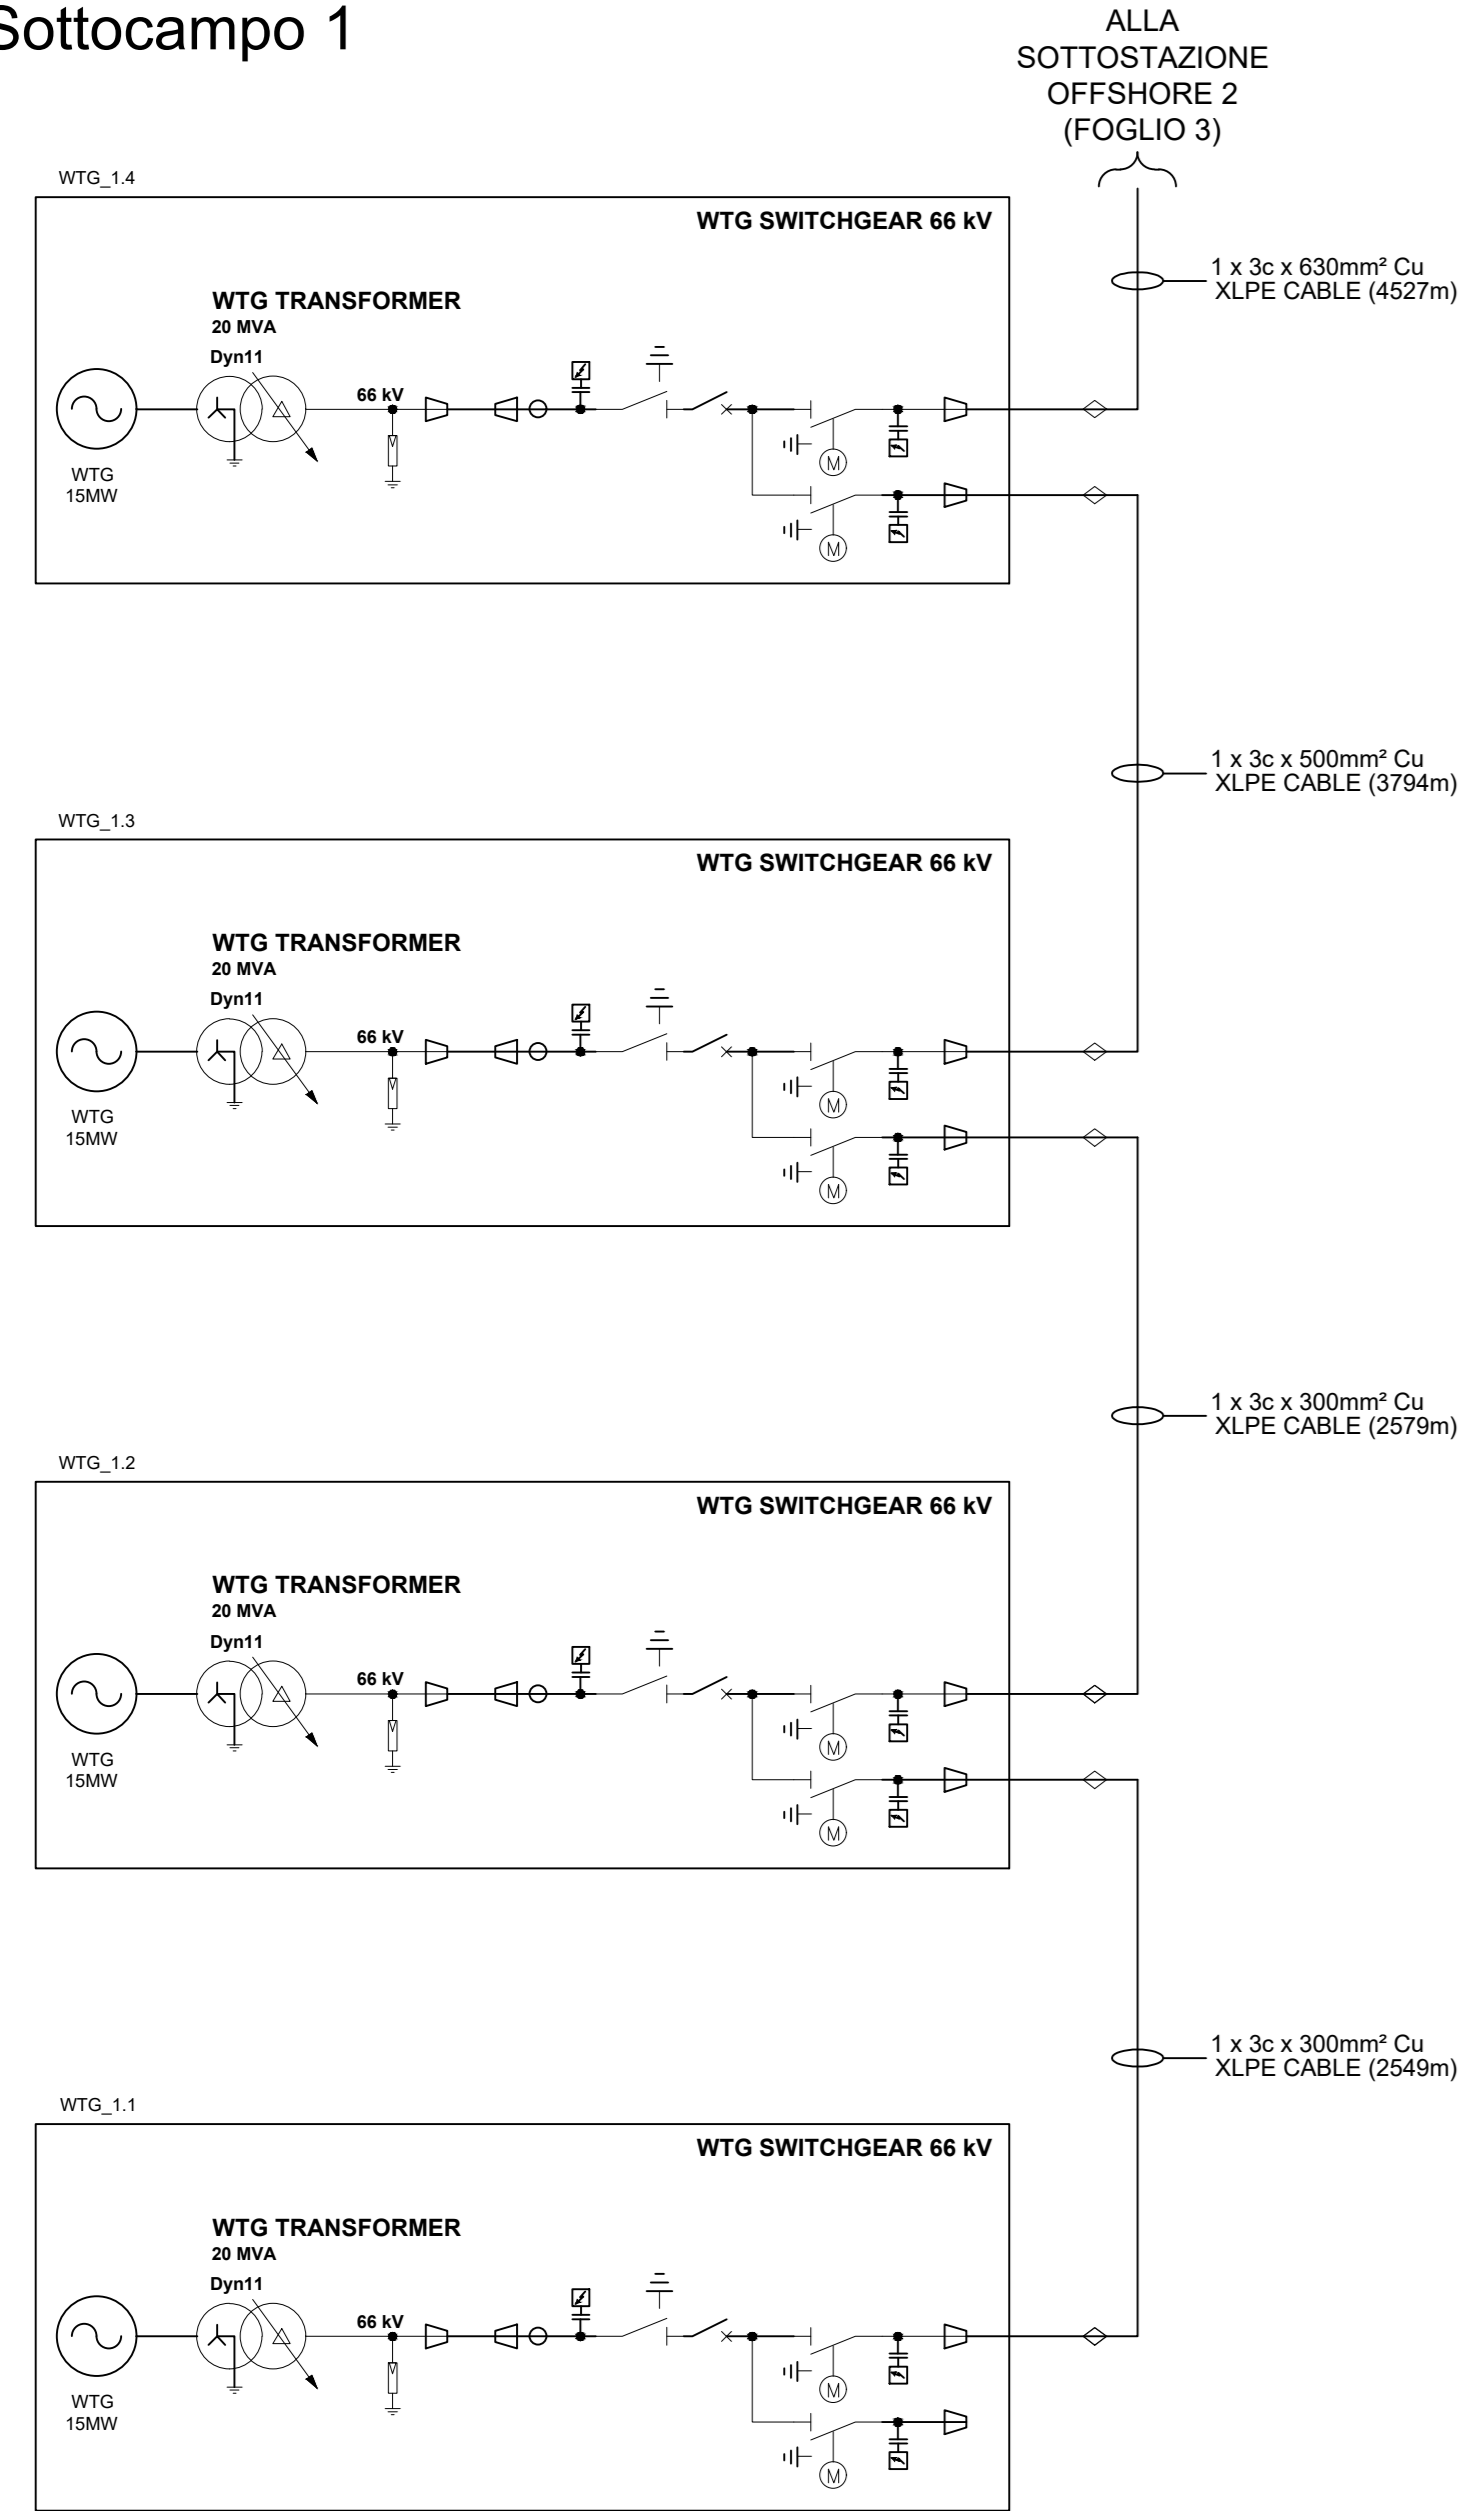 Sottocampo 1
ALLA
SOTTOSTAZIONE
OFFSHORE 2
(FOGLIO 3)
WTG_1.4
WTG SWITCHGEAR 66 kV
1 x 3c x 630mm² Cu
XLPE CABLE (4527m)
WTG TRANSFORMER
20 MVA
Dyn11
66 kV
WTG
15MW
M
M
1 x 3c x 500mm² Cu
XLPE CABLE (3794m)
WTG_1.3
WTG SWITCHGEAR 66 kV
WTG TRANSFORMER
20 MVA
Dyn11
66 kV
WTG
15MW
M
M
1 x 3c x 300mm² Cu
XLPE CABLE (2579m)
WTG_1.2
WTG SWITCHGEAR 66 kV
WTG TRANSFORMER
20 MVA
Dyn11
66 kV
WTG
15MW
M
M
1 x 3c x 300mm² Cu
XLPE CABLE (2549m)
WTG_1.1
WTG SWITCHGEAR 66 kV
WTG TRANSFORMER
20 MVA
Dyn11
66 kV
WTG
15MW
M
M